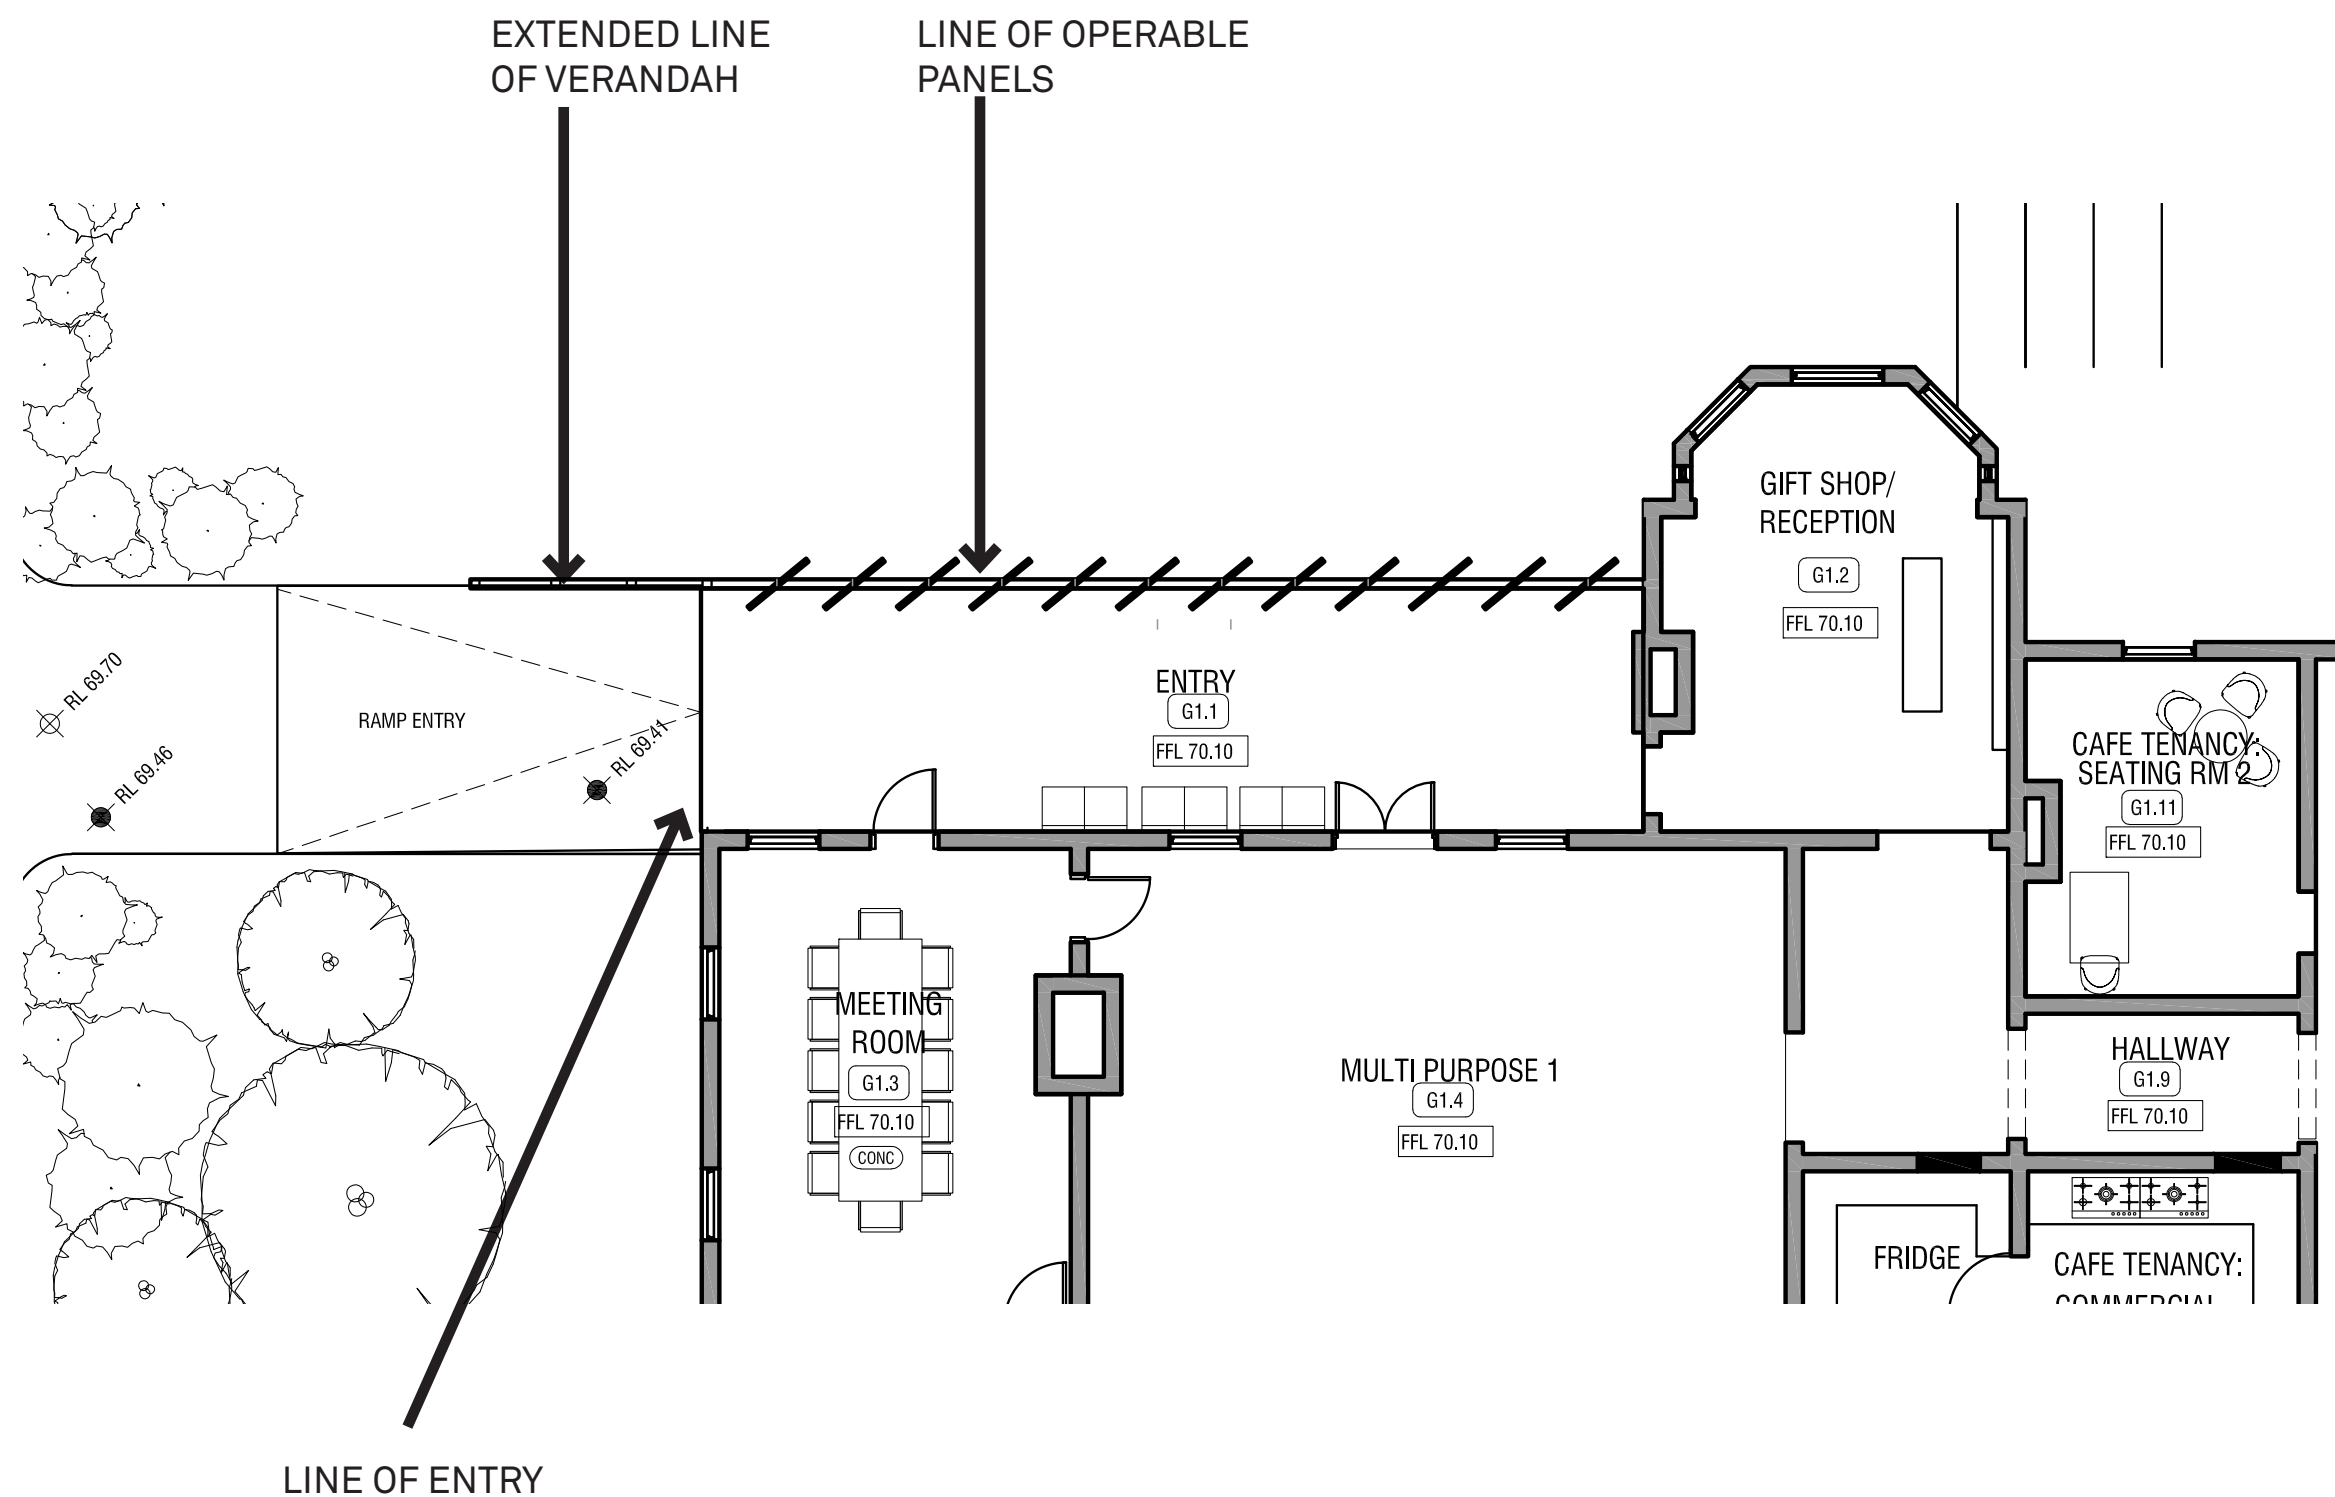 EXTENDED LINE
OF VERANDAH
LINE OF OPERABLE
PANELS
GIFT SHOP/
RECEPTION
G1.2
FFL 70.10
RL 69.70
RAMP ENTRY
RL 69.46
RL 69.41
ENTRY
G1.1
FFL 70.10
CAFE TENANCY:
SEATING RM 2
G1.11
FFL 70.10
MEETING
ROOM
G1.3
FFL 70.10
CONC
MULTI PURPOSE 1
G1.4
FFL 70.10
HALLWAY
G1.9
FFL 70.10
FRIDGE
CAFE TENANCY:
COMMERCIAL
LINE OF ENTRY